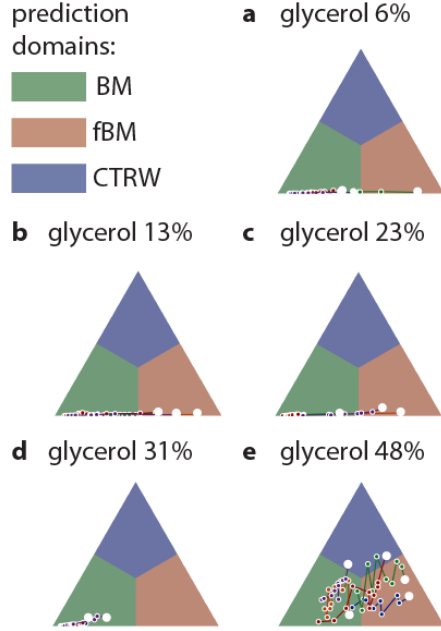 prediction
domains:
BM
fBM
CTRW
a glycerol 6%
b glycerol 13%
c glycerol 23%
d glycerol 31%
e glycerol 48%